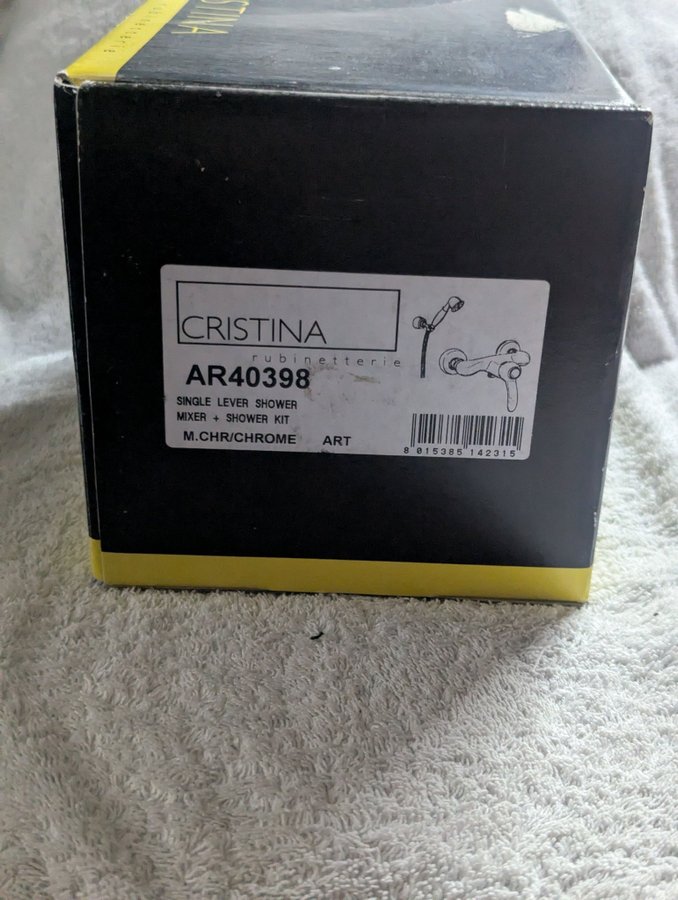 CRISTINA
rubinetterie
AR40398
SINGLE LEVER SHOWER
MIXER + SHOWER KIT
M.CHR/CHROME ART
8 015385 142315